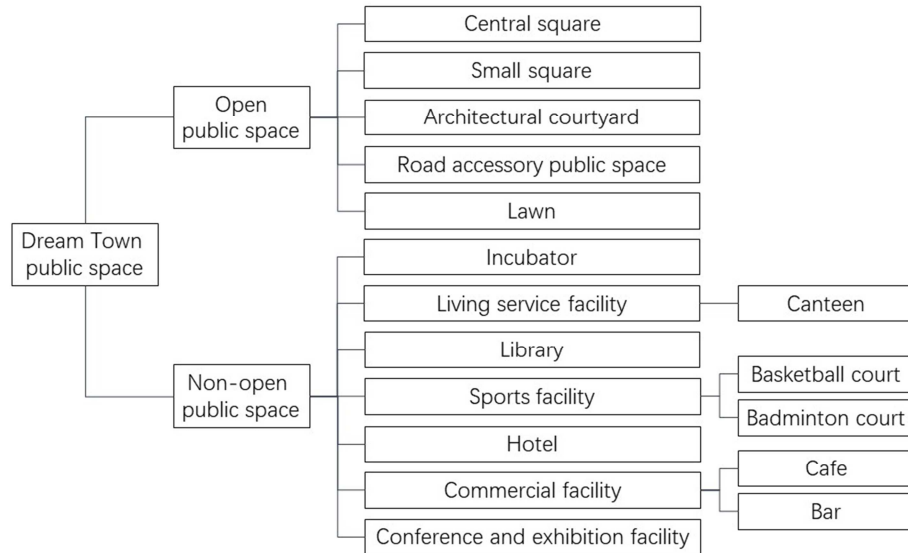 Dream Town
public space
Open
public space
Central square
Small square
Architectural courtyard
Road accessory public space
Lawn
Non-open
public space
Incubator
Living service facility
Canteen
Library
Sports facility
Basketball court
Badminton court
Hotel
Commercial facility
Cafe
Bar
Conference and exhibition facility